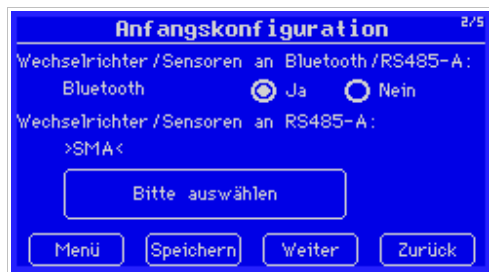 Anfangskonfiguration 2/5
Wechselrichter/Sensoren an Bluetooth/RS485-A:
Bluetooth Ja Nein
Wechselrichter/Sensoren an RS485-A:
>SMA<
Bitte auswählen
Menü Speichern Weiter Zurück